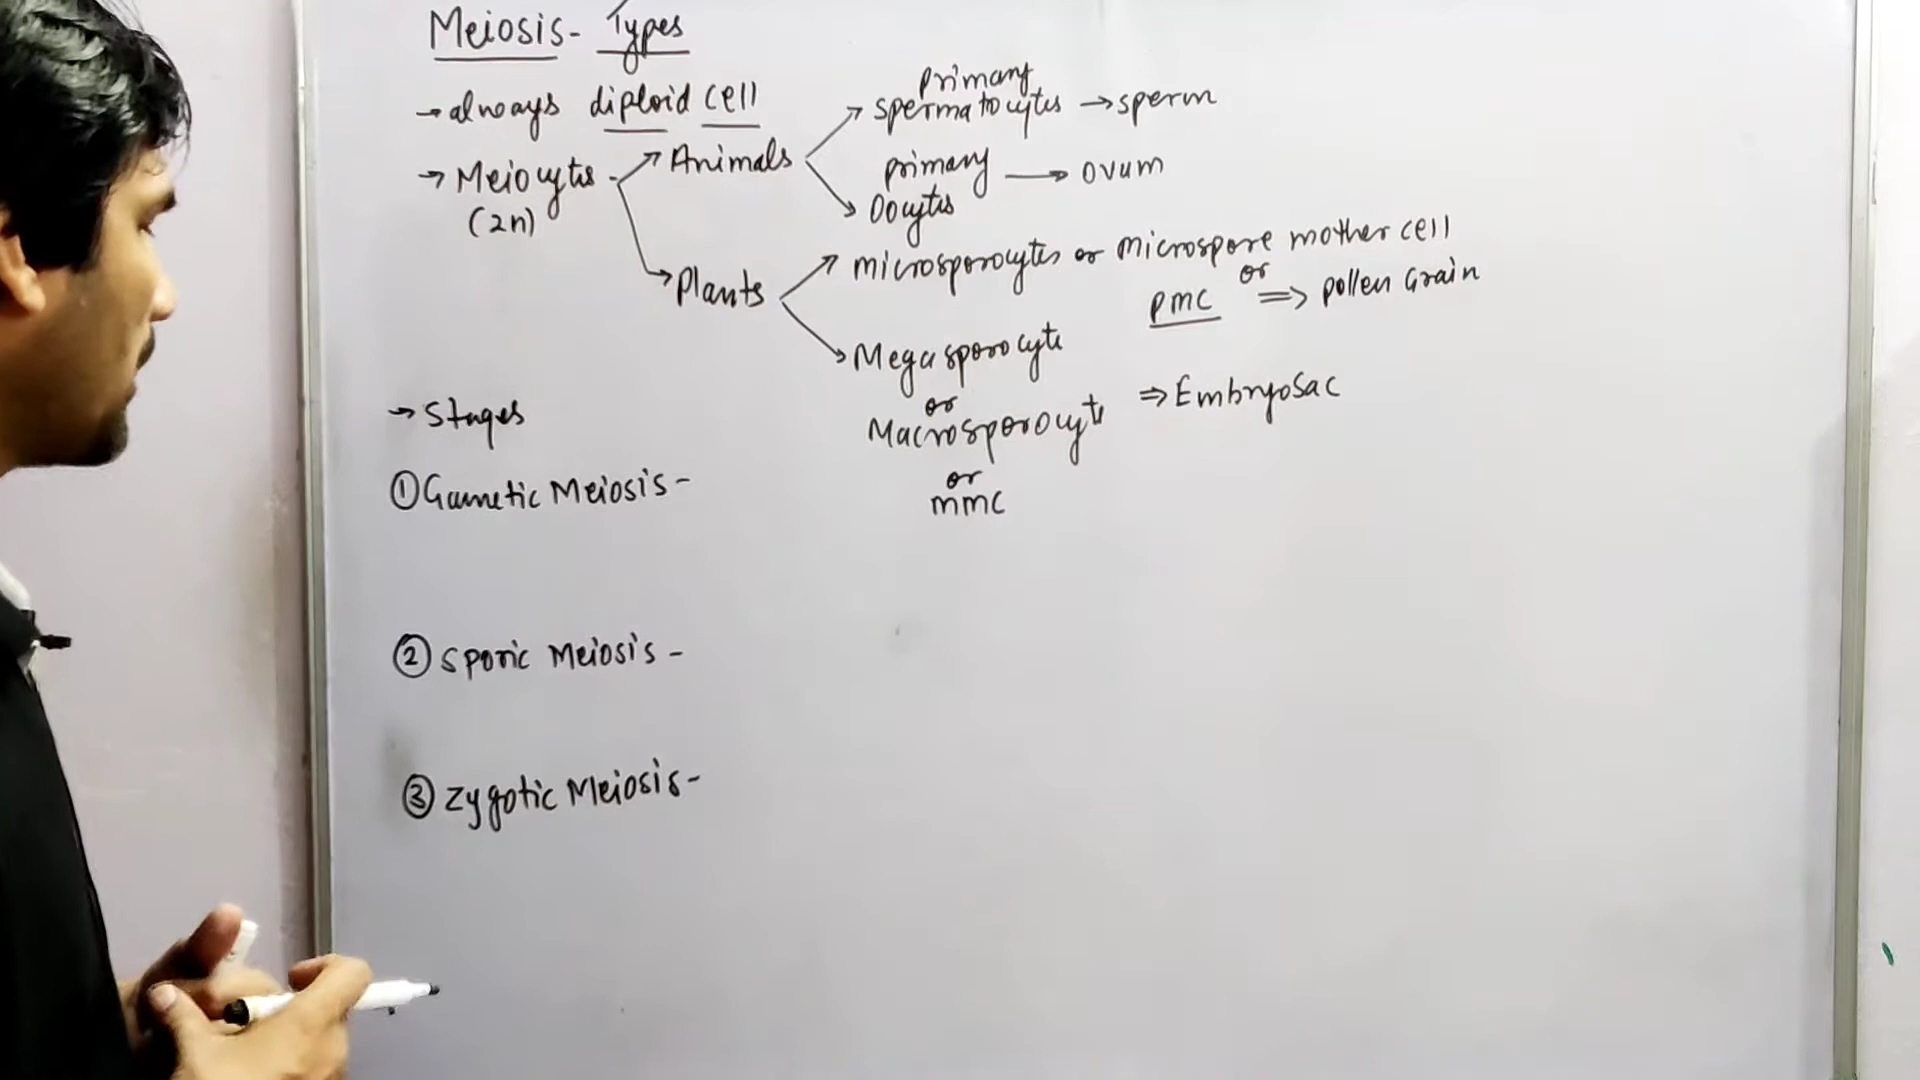 Meiosis - Types
→ always diploid cell
→ Meiocytes → Animals
(2n)
primary
spermatocytes → sperm
primary → ovum
Oocytes
→ Plants
microsporocytes or microspore mother cell
or
PMC ⇒ pollen Grain
Megasporocyte
or
Macrosporocyte ⇒ Embryosac
or
mmc
→ Stages
① Gametic Meiosis -
② Sporic Meiosis -
③ Zygotic Meiosis -